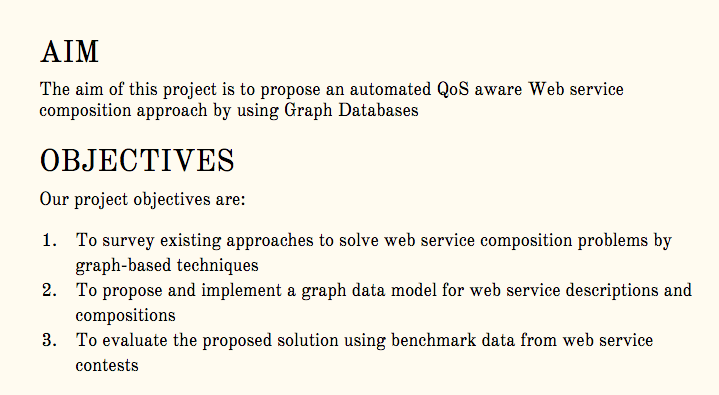 AIM
The aim of this project is to propose an automated QoS aware Web service
composition approach by using Graph Databases
OBJECTIVES
Our project objectives are:
1. To survey existing approaches to solve web service composition problems by
graph-based techniques
2. To propose and implement a graph data model for web service descriptions and
compositions
3. To evaluate the proposed solution using benchmark data from web service
contests